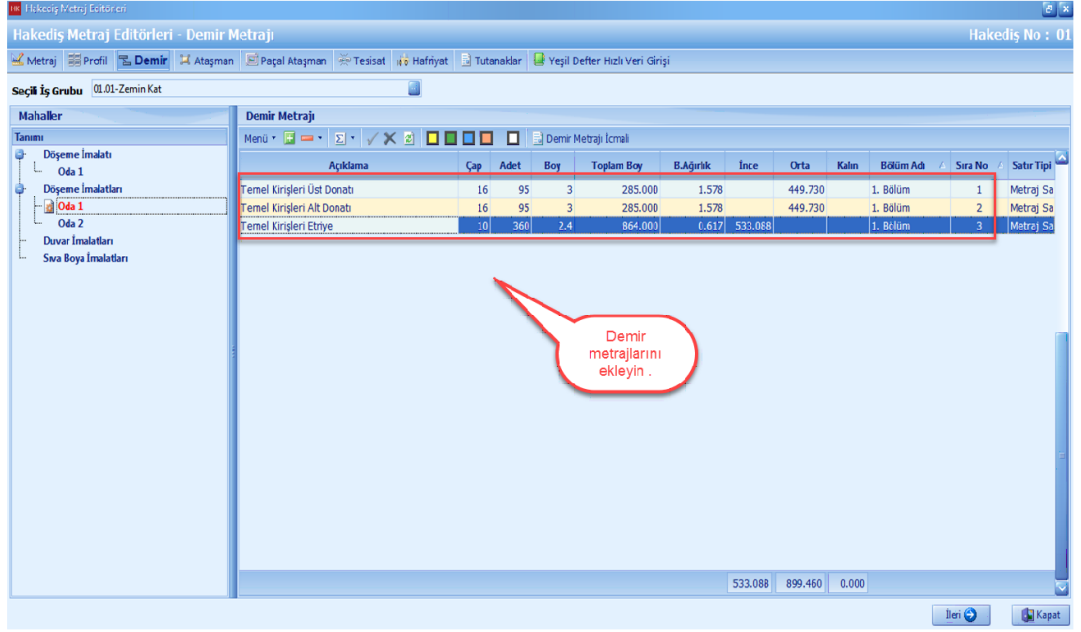 Hakediş Metraj Editörleri
Hakediş Metraj Editörleri - Demir Metrajı Hakediş No : 01
Metraj Profil Demir Ataşman Paçal Ataşman Tesisat Hafriyat Tutanaklar Yeşil Defter Hızlı Veri Girişi
Seçili İş Grubu 01.01-Zemin Kat
Mahaller
Tanımı
Döşeme İmalatı
Oda 1
Döşeme İmalatları
Oda 1
Oda 2
Duvar İmalatları
Sıva Boya İmalatları
Demir Metrajı
Menü Demir Metrajı İcmali
Açıklama Çap Adet Boy Toplam Boy B.Ağırlık İnce Orta Kalın Bölüm Adı Sıra No Satır Tipi
Temel Kirişleri Üst Donatı 16 95 3 285.000 1.578 449.730 1. Bölüm 1 Metraj Sa
Temel Kirişleri Alt Donatı 16 95 3 285.000 1.578 449.730 1. Bölüm 2 Metraj Sa
Temel Kirişleri Etriye 10 360 2.4 864.000 0.617 533.088 1. Bölüm 3 Metraj Sa
Demir
metrajlarını
ekleyin .
533.088 899.460 0.000
İleri Kapat